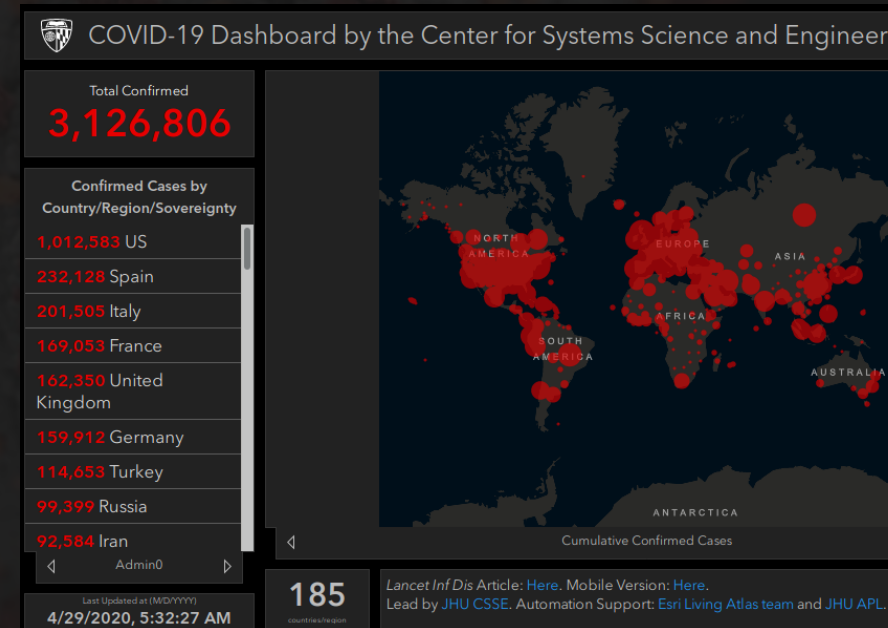 COVID-19 Dashboard by the Center for Systems Science and Engineer
Total Confirmed
3,126,806
Confirmed Cases by
Country/Region/Sovereignty
1,012,583 US
232,128 Spain
201,505 Italy
169,053 France
162,350 United
Kingdom
159,912 Germany
114,653 Turkey
99,399 Russia
92,584 Iran
Admin0
Last Updated at (M/D/YYYY)
4/29/2020, 5:32:27 AM
NORTH
AMERICA
EUROPE
ASIA
AFRICA
SOUTH
AMERICA
AUSTRALIA
ANTARCTICA
Cumulative Confirmed Cases
185
countries/region
Lancet Inf Dis Article: Here. Mobile Version: Here.
Lead by JHU CSSE. Automation Support: Esri Living Atlas team and JHU APL.